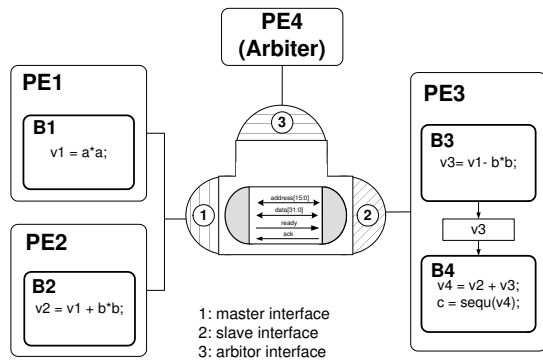 PE4
(Arbiter)
PE1
B1
v1 = a*a;
PE2
B2
v2 = v1 + b*b;
3
1
address[15:0]
data[31:0]
ready
ack
2
PE3
B3
v3= v1- b*b;
v3
B4
v4 = v2 + v3;
c = sequ(v4);
1: master interface
2: slave interface
3: arbitor interface